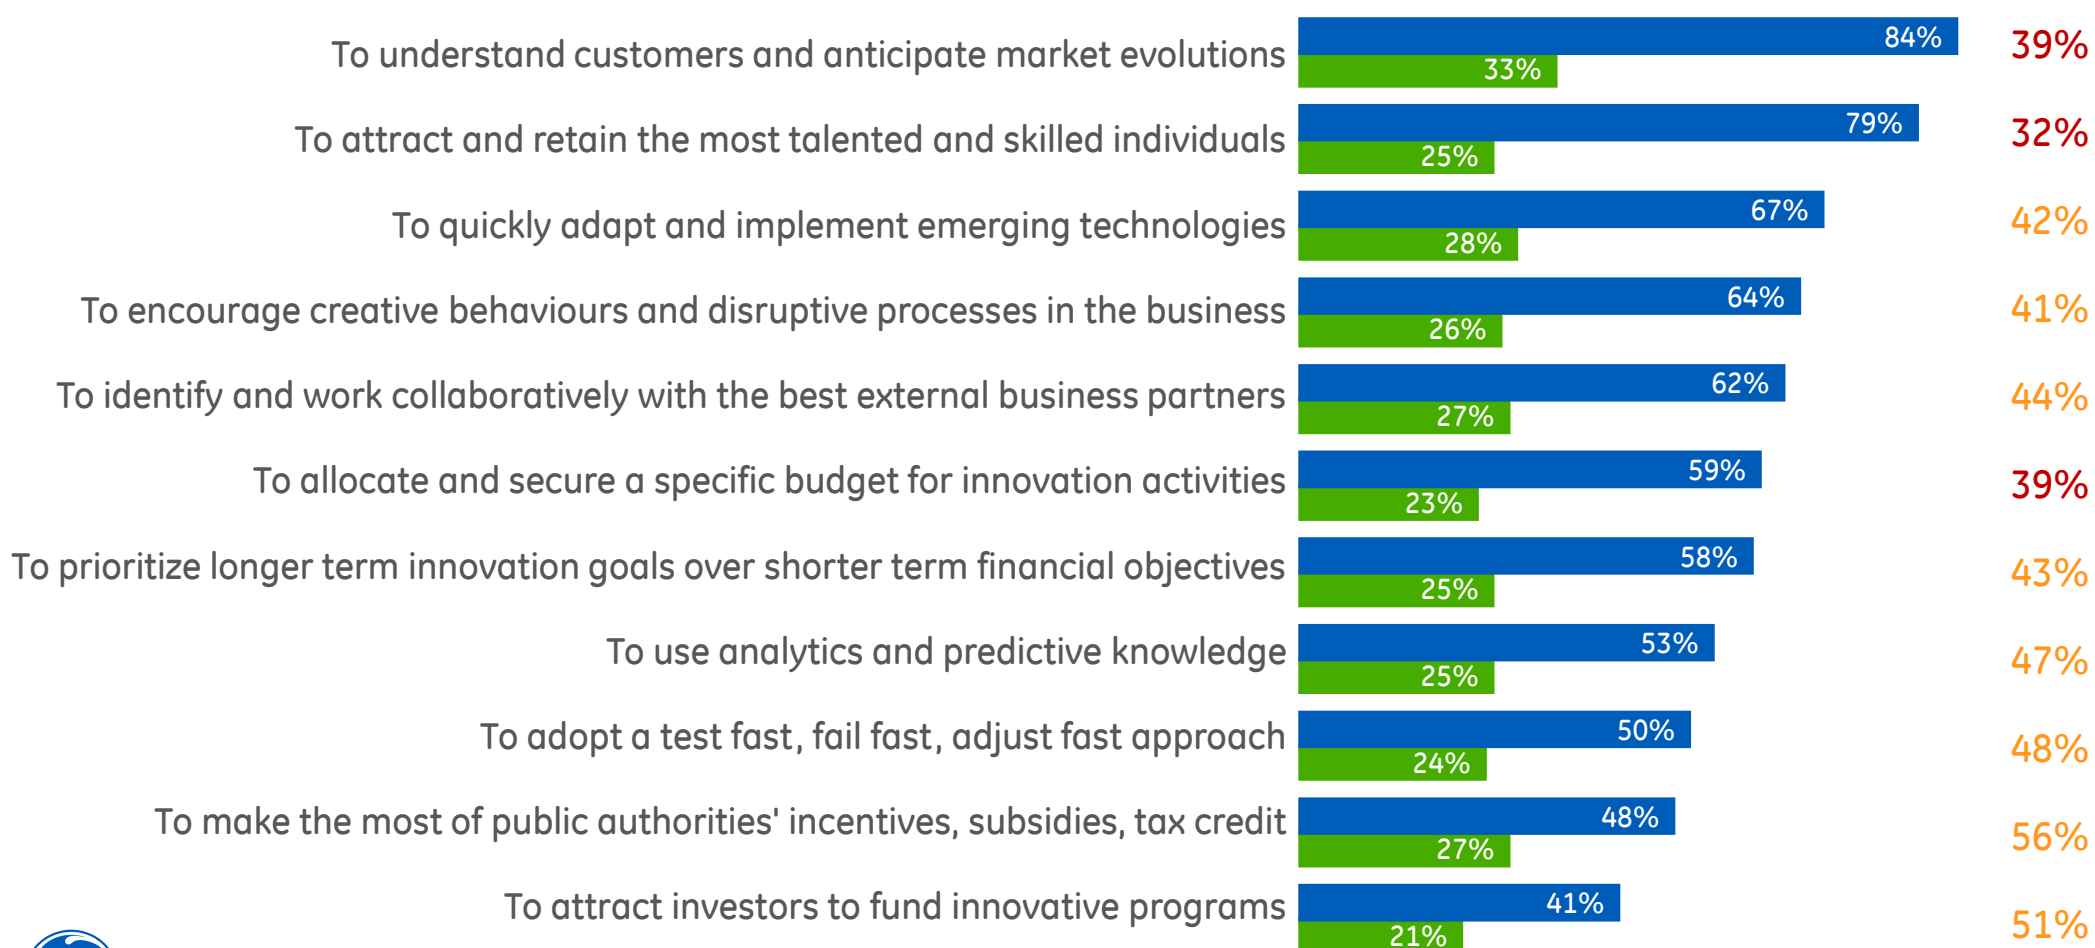 To understand customers and anticipate market evolutions 84% 39%
33%
To attract and retain the most talented and skilled individuals 79% 32%
25%
To quickly adapt and implement emerging technologies 67% 42%
28%
To encourage creative behaviours and disruptive processes in the business 64% 41%
26%
To identify and work collaboratively with the best external business partners 62% 44%
27%
To allocate and secure a specific budget for innovation activities 59% 39%
23%
To prioritize longer term innovation goals over shorter term financial objectives 58% 43%
25%
To use analytics and predictive knowledge 53% 47%
25%
To adopt a test fast, fail fast, adjust fast approach 50% 48%
24%
To make the most of public authorities' incentives, subsidies, tax credit 48% 56%
27%
To attract investors to fund innovative programs 41% 51%
21%